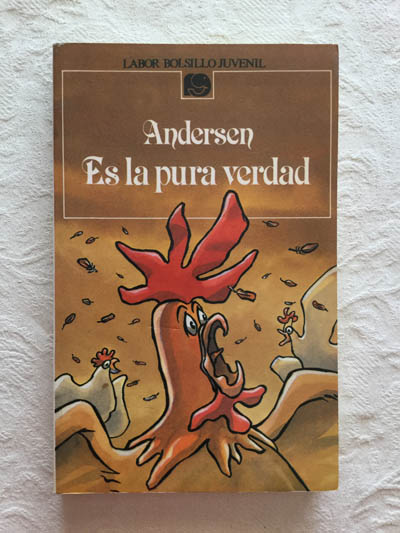 LABOR BOLSILLO JUVENIL
Andersen
Es la pura verdad